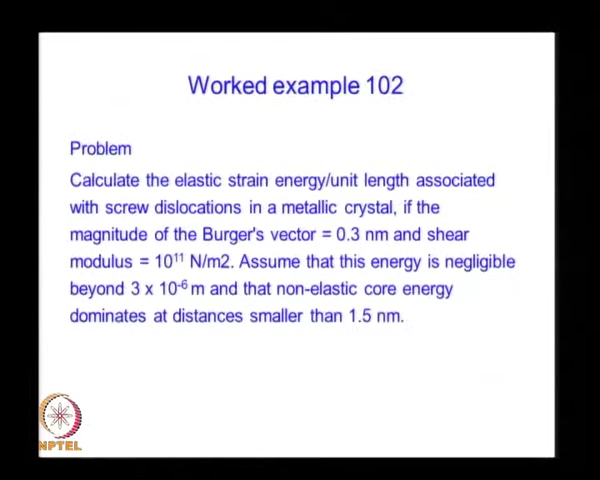 Worked example 102
Problem
Calculate the elastic strain energy/unit length associated
with screw dislocations in a metallic crystal, if the
magnitude of the Burger's vector = 0.3 nm and shear
modulus = 10¹¹ N/m2. Assume that this energy is negligible
beyond 3 x 10⁻⁶ m and that non-elastic core energy
dominates at distances smaller than 1.5 nm.
NPTEL